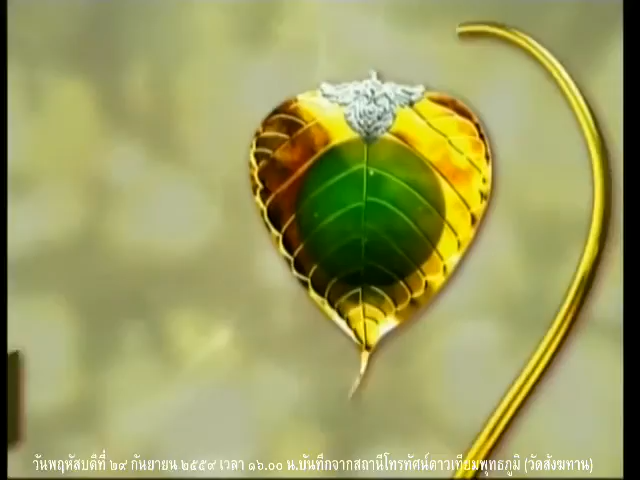 วันพฤหัสบดีที่ ๒๙ กันยายน ๒๕๕๙ เวลา ๑๖.๐๐ น.บันทึกจากสถานีโทรทัศน์ดาวเทียมพุทธภูมิ (วัดสังฆทาน)